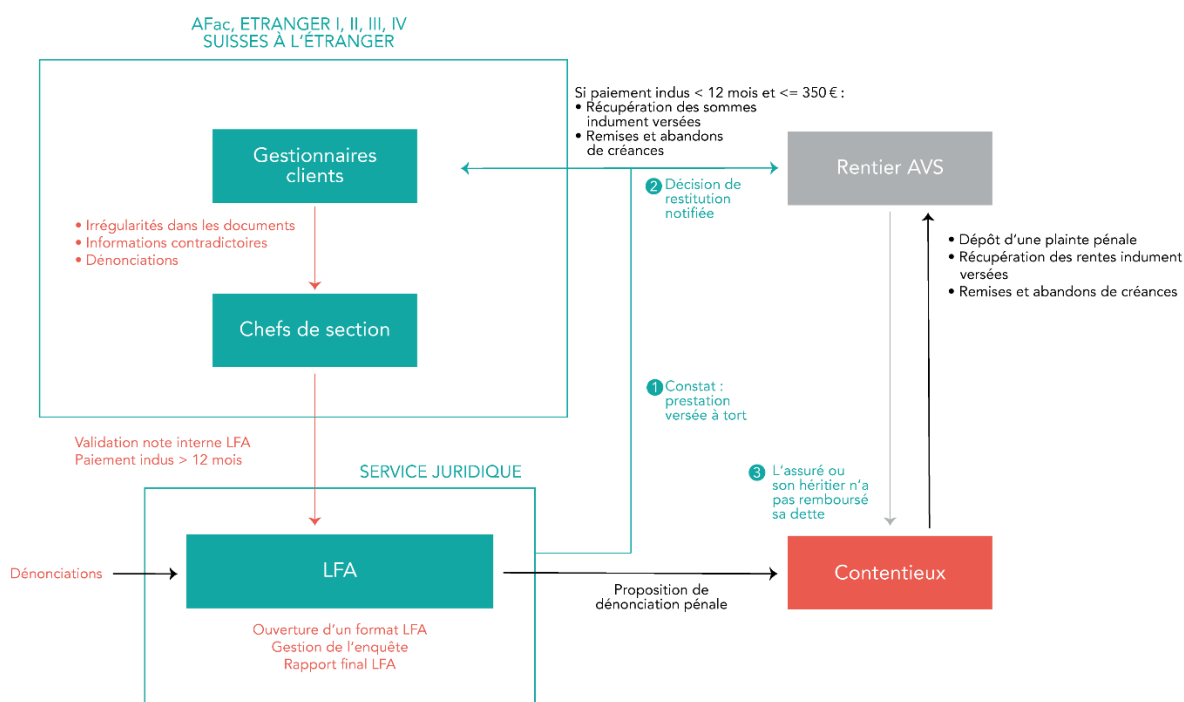 AFac, ETRANGER I, II, III, IV
SUISSES À L'ÉTRANGER
Si paiement indus < 12 mois et <= 350 € :
• Récupération des sommes
indument versées
• Remises et abandons
de créances
Gestionnaires
clients
Rentier AVS
2 Décision de
restitution
notifiée
• Irrégularités dans les documents
• Informations contradictoires
• Dénonciations
• Dépôt d'une plainte pénale
• Récupération des rentes indument
versées
• Remises et abandons de créances
Chefs de section
1 Constat :
prestation
versée à tort
Validation note interne LFA
Paiement indus > 12 mois
SERVICE JURIDIQUE
3 L'assuré ou
son héritier n'a
pas remboursé
sa dette
Dénonciations
LFA
Contentieux
Proposition de
dénonciation pénale
Ouverture d'un format LFA
Gestion de l'enquête
Rapport final LFA